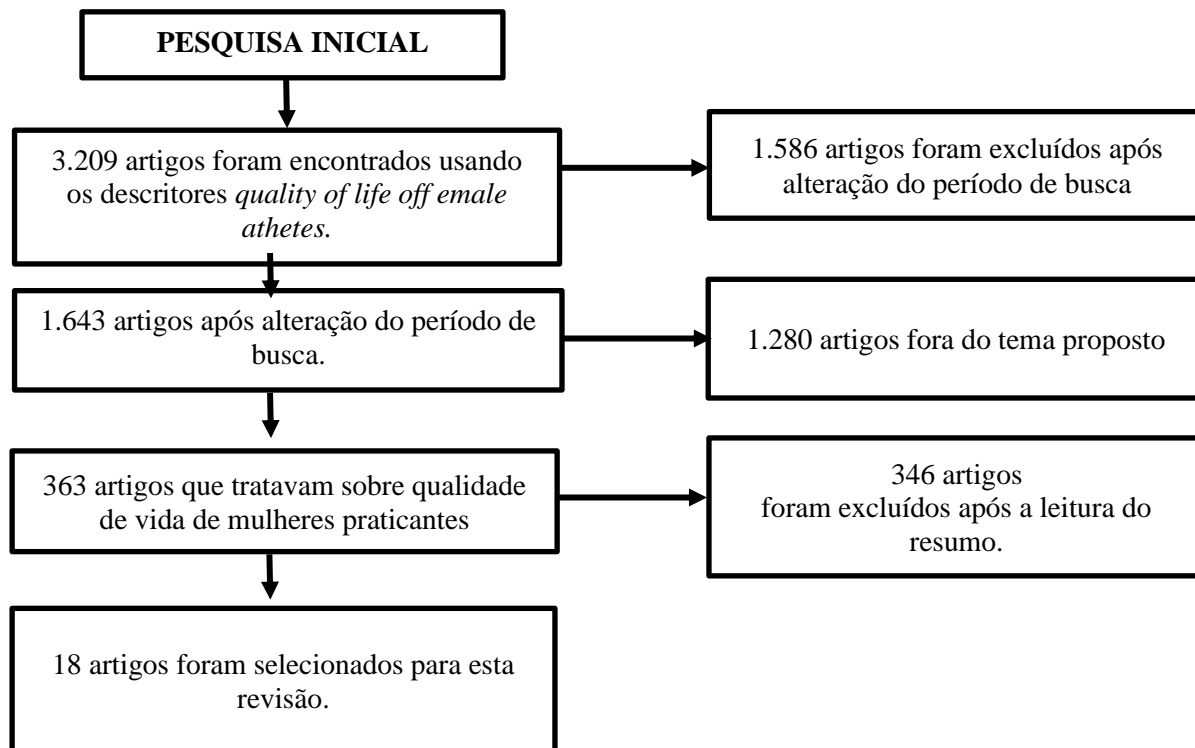 PESQUISA INICIAL
3.209 artigos foram encontrados usando
os descritores quality of life off emale
athetes.
1.586 artigos foram excluídos após
alteração do período de busca
1.643 artigos após alteração do período de
busca.
1.280 artigos fora do tema proposto
363 artigos que tratavam sobre qualidade
de vida de mulheres praticantes
346 artigos
foram excluídos após a leitura do
resumo.
18 artigos foram selecionados para esta
revisão.